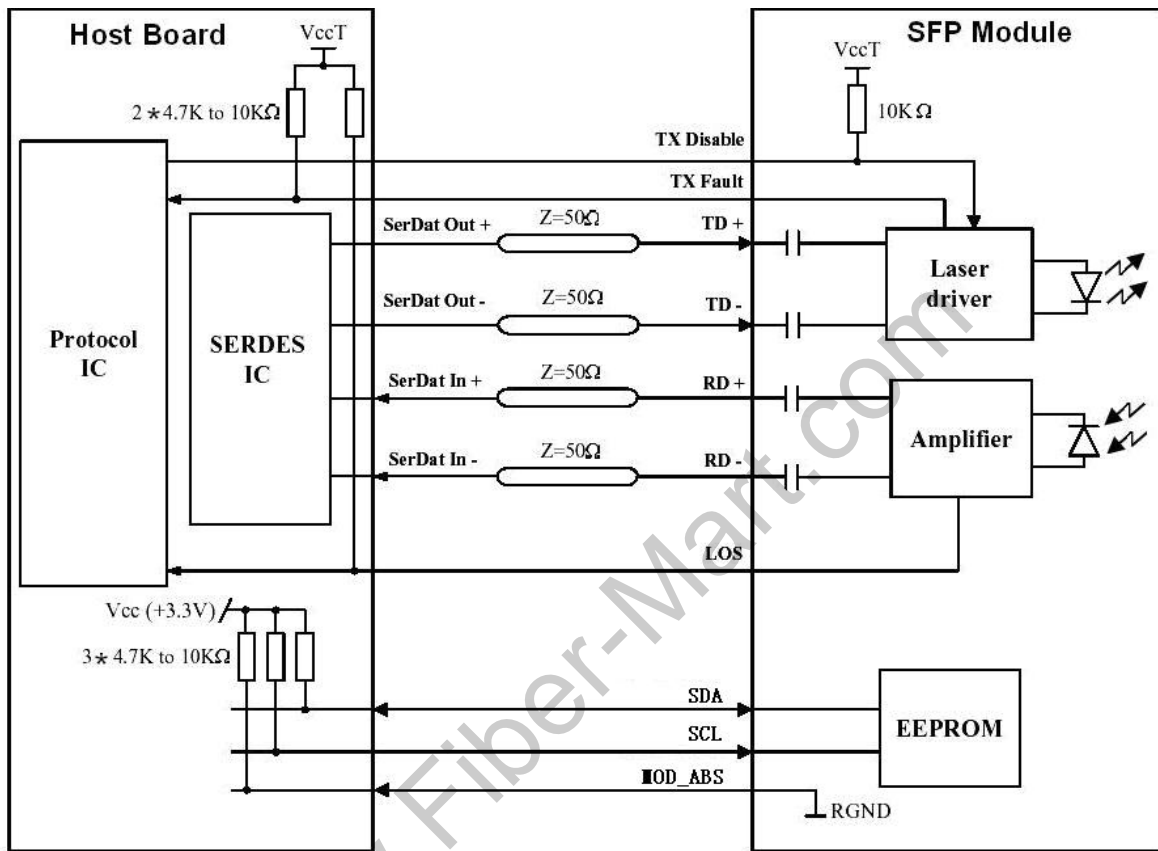 Host Board
VccT
SFP Module
VccT
2*4.7K to 10KΩ
10KΩ
TX Disable
TX Fault
SerDat Out +
Z=50Ω
TD +
SerDat Out -
Z=50Ω
TD -
Laser
driver
Protocol
IC
SERDES
IC
SerDat In +
Z=50Ω
RD +
SerDat In -
Z=50Ω
RD -
Amplifier
LOS
Vcc (+3.3V)
3* 4.7K to 10KΩ
SDA
SCL
EEPROM
MOD_ABS
RGND
Fiber-Mart.com